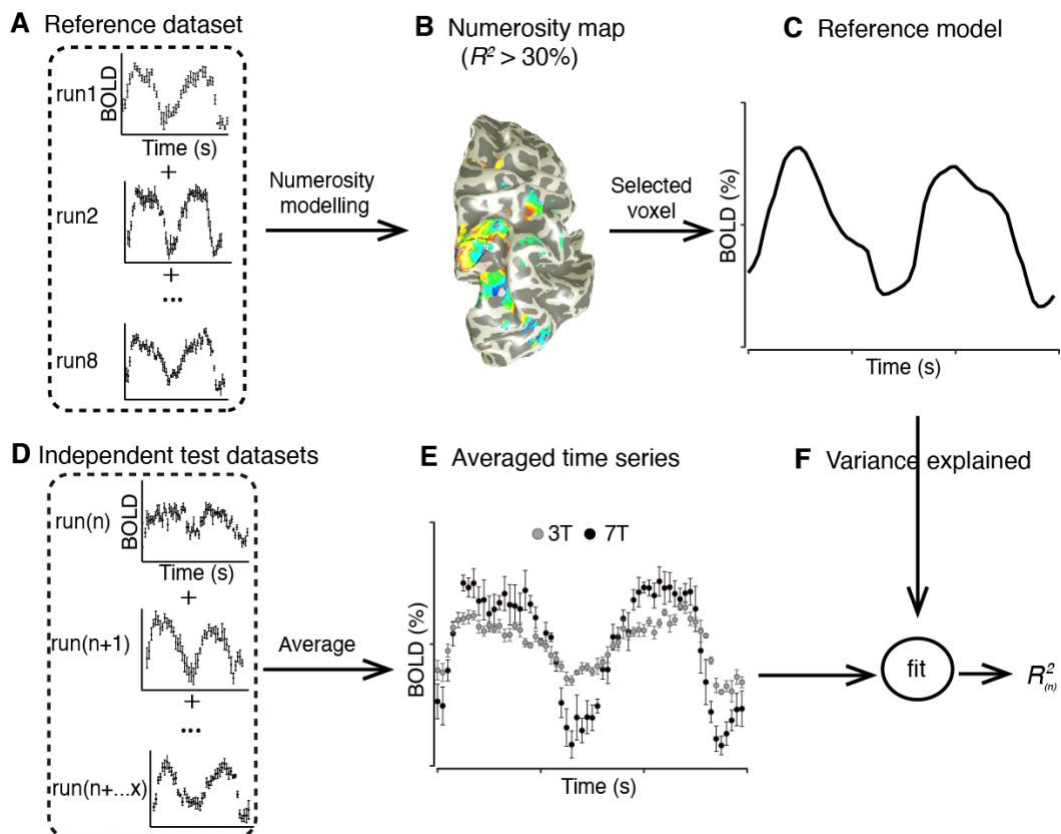 A Reference dataset
run1
BOLD
Time (s)
+
run2
+
...
run8
Numerosity
modelling
B Numerosity map
(R² > 30%)
Selected
voxel
C Reference model
BOLD (%)
Time (s)
D Independent test datasets
run(n)
BOLD
Time (s)
+
run(n+1)
+
...
run(n+...x)
Average
E Averaged time series
3T 7T
BOLD (%)
Time (s)
F Variance explained
fit
R²(n)